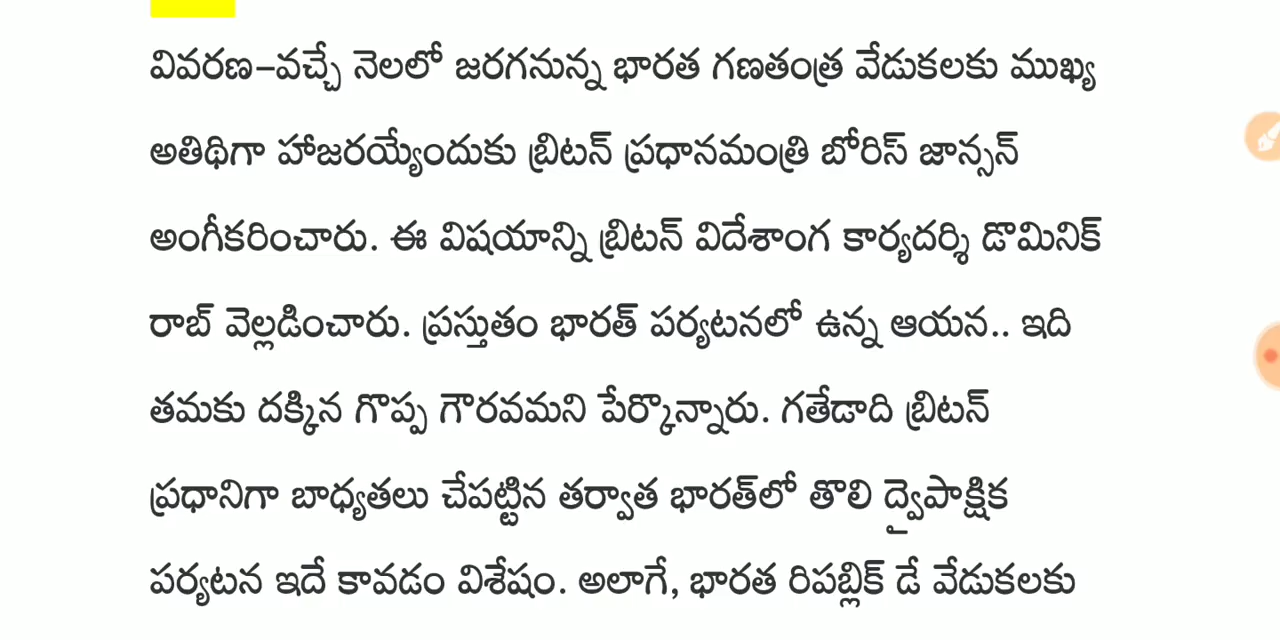 వివరణ–వచ్చే నెలలో జరగనున్న భారత గణతంత్ర వేడుకలకు ముఖ్య
అతిథిగా హాజరయ్యేందుకు బ్రిటన్ ప్రధానమంత్రి బోరిస్ జాన్సన్
అంగీకరించారు. ఈ విషయాన్ని బ్రిటన్ విదేశాంగ కార్యదర్శి డొమినిక్
రాబ్ వెల్లడించారు. ప్రస్తుతం భారత్ పర్యటనలో ఉన్న ఆయన.. ఇది
తమకు దక్కిన గొప్ప గౌరవమని పేర్కొన్నారు. గతేడాది బ్రిటన్
ప్రధానిగా బాధ్యతలు చేపట్టిన తర్వాత భారత్‌లో తొలి ద్వైపాక్షిక
పర్యటన ఇదే కావడం విశేషం. అలాగే, భారత రిపబ్లిక్ డే వేడుకలకు